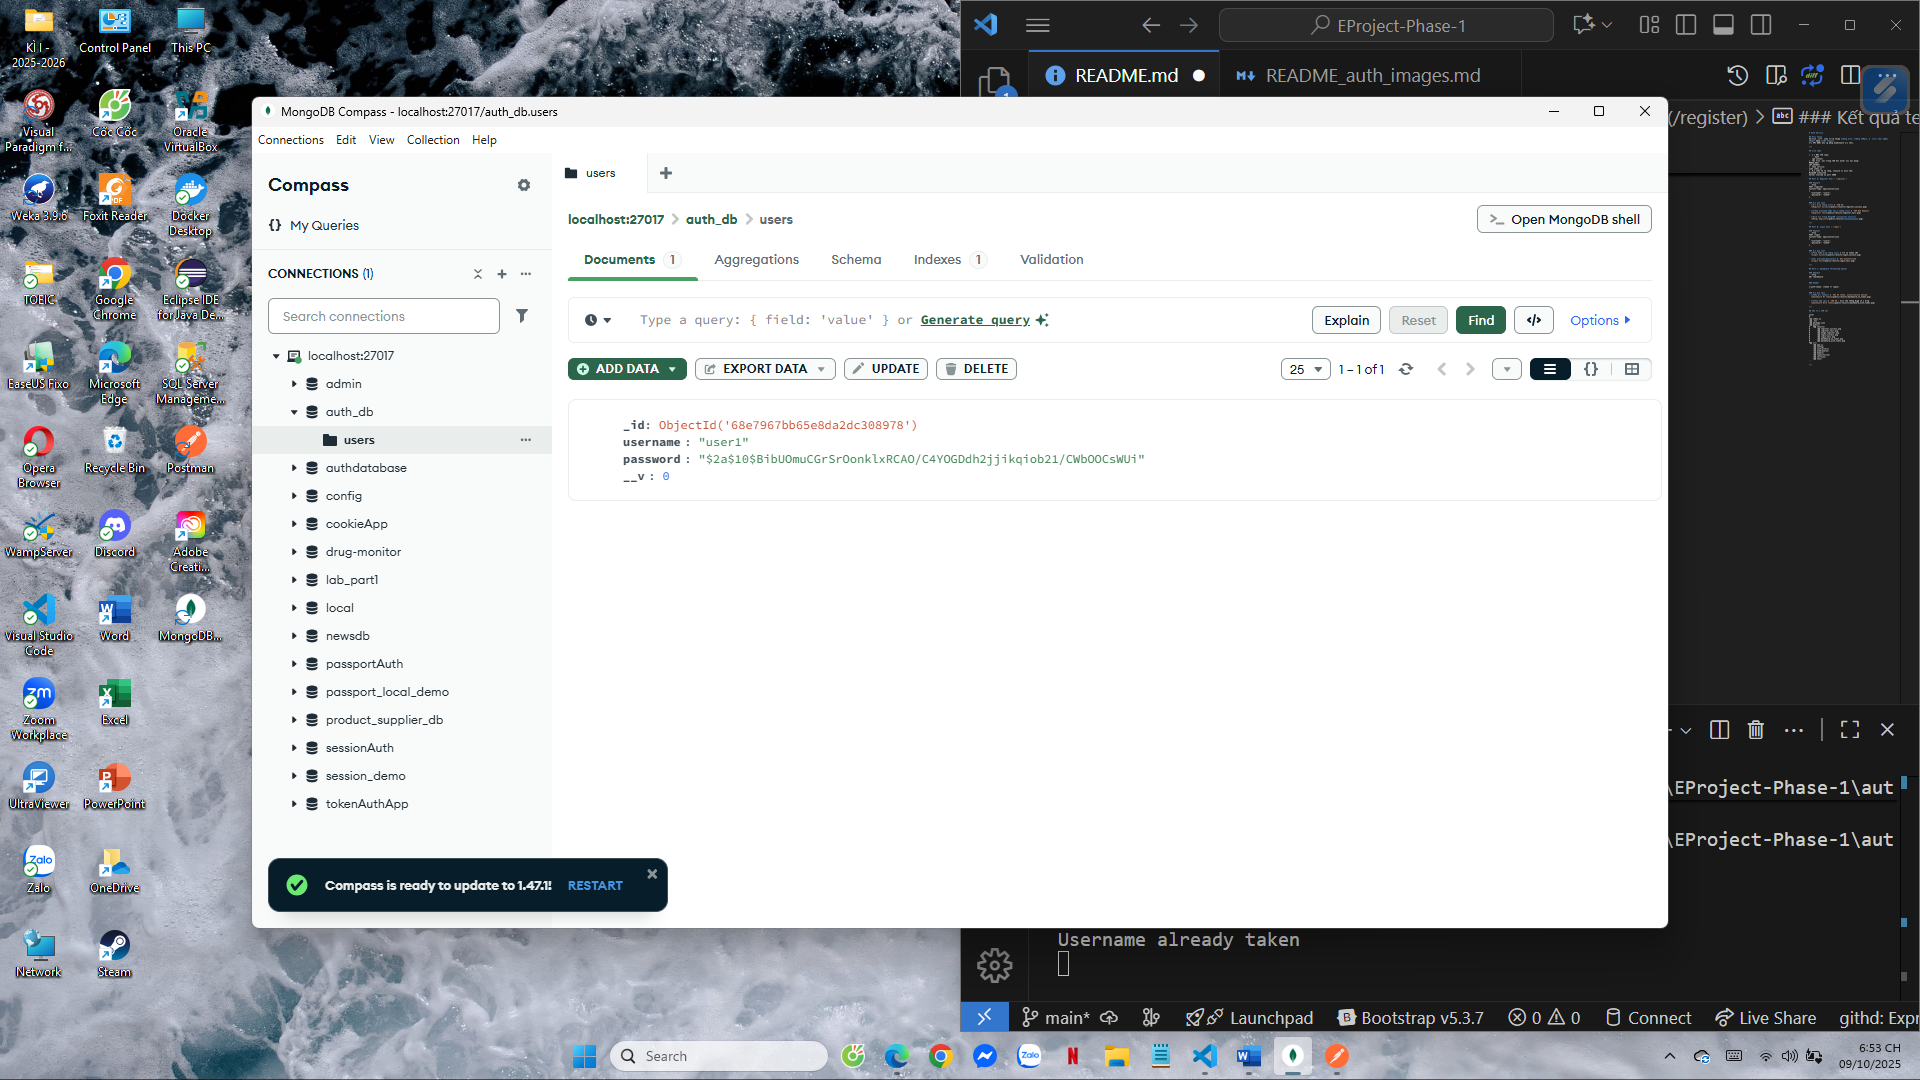 KÌ I - 2025-2026
Control Panel
This PC
Visual Paradigm f...
Cốc Cốc
Oracle VirtualBox
Weka 3.9.6
Foxit Reader
Docker Desktop
TOEIC
Google Chrome
Eclipse IDE for Java De...
EaseUS Fixo
Microsoft Edge
SQL Server Manageme...
Opera Browser
Recycle Bin
Postman
WampServer
Discord
Adobe Creati...
Visual Studio Code
Word
MongoDB...
Zoom Workplace
Excel
UltraViewer
PowerPoint
Zalo
OneDrive
Network
Steam
EProject-Phase-1
README.md
README_auth_images.md
(/register) > ### Kết quả te
MongoDB Compass - localhost:27017/auth_db.users
Connections Edit View Collection Help
Compass
{} My Queries
CONNECTIONS (1)
Search connections
localhost:27017
admin
auth_db
users
authdatabase
config
cookieApp
drug-monitor
lab_part1
local
newsdb
passportAuth
passport_local_demo
product_supplier_db
sessionAuth
session_demo
tokenAuthApp
Compass is ready to update to 1.47.1! RESTART
users
localhost:27017 > auth_db > users
>_ Open MongoDB shell
Documents 1 Aggregations Schema Indexes 1 Validation
Type a query: { field: 'value' } or Generate query
Explain Reset Find </> Options
ADD DATA EXPORT DATA UPDATE DELETE
25 1 – 1 of 1
_id: ObjectId('68e7967bb65e8da2dc308978')
username : "user1"
password : "$2a$10$BibUOmuCGrSrOonklxRCAO/C4YOGDdh2jjikqiob21/CWbOOCsWUi"
__v : 0
\EProject-Phase-1\aut
\EProject-Phase-1\aut
Username already taken
main* Launchpad Bootstrap v5.3.7 0 0 Connect Live Share githd: Expr
Search
6:53 CH
09/10/2025